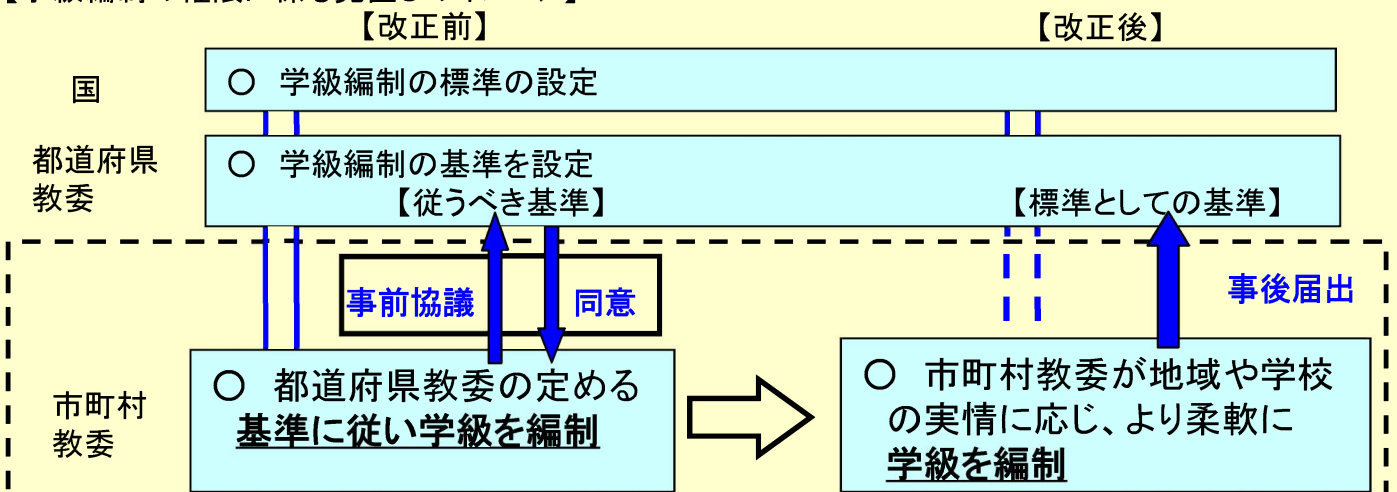 【改正前】
【改正後】
国
○ 学級編制の標準の設定
都道府県
教委
○ 学級編制の基準を設定
【従うべき基準】
【標準としての基準】
事前協議
同意
事後届出
市町村
教委
○ 都道府県教委の定める
基準に従い学級を編制
○ 市町村教委が地域や学校
の実情に応じ、より柔軟に
学級を編制